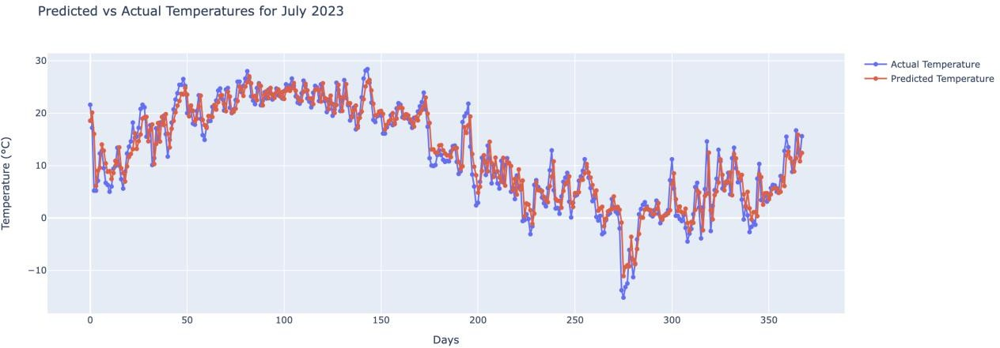 Predicted vs Actual Temperatures for July 2023
Actual Temperature
Predicted Temperature
Temperature (°C)
30
20
10
0
−10
0 50 100 150 200 250 300 350
Days